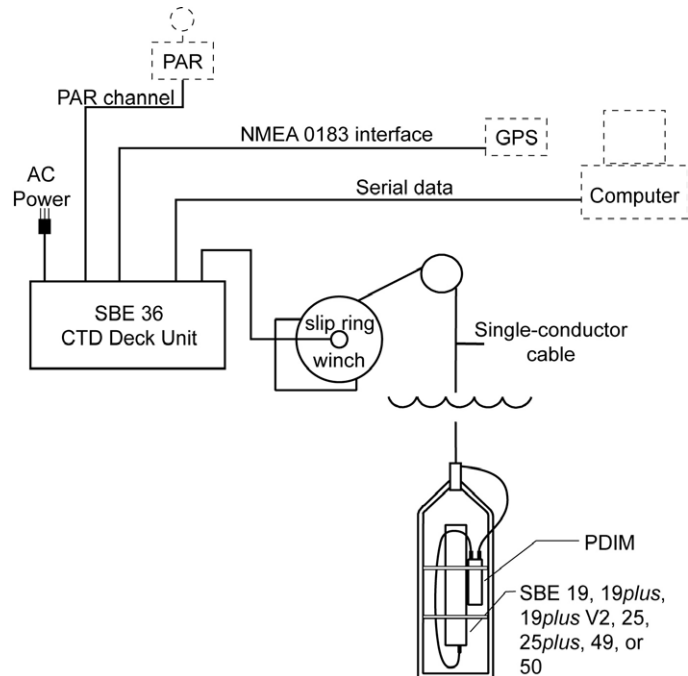 PAR
PAR channel
NMEA 0183 interface
GPS
AC
Power
Serial data
Computer
SBE 36
CTD Deck Unit
slip ring
winch
Single-conductor
cable
PDIM
SBE 19, 19plus,
19plus V2, 25,
25plus, 49, or
50